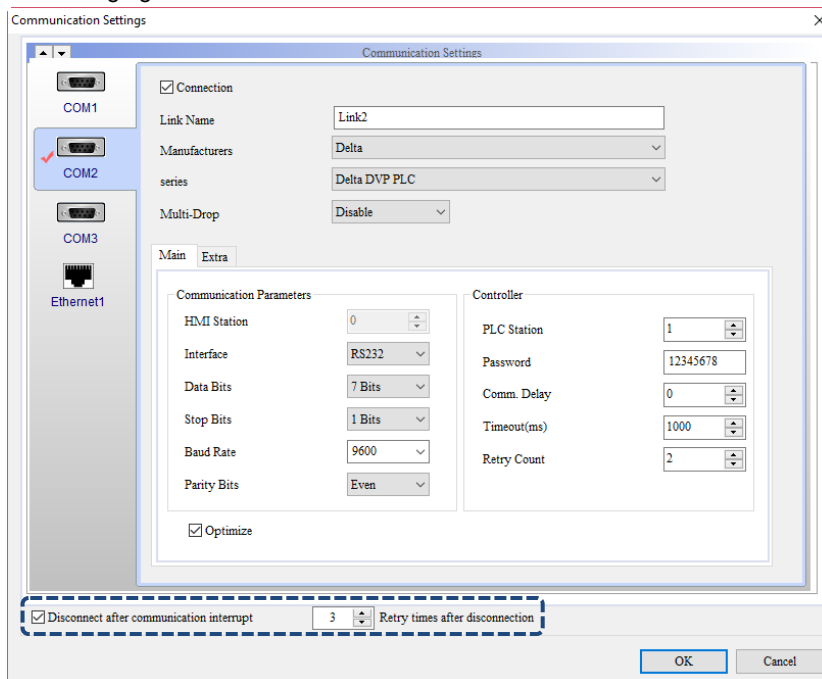 Communication Settings
Communication Settings
COM1
COM2
COM3
Ethernet1
Connection
Link Name Link2
Manufacturers Delta
series Delta DVP PLC
Multi-Drop Disable
Main Extra
Communication Parameters
HMI Station 0
Interface RS232
Data Bits 7 Bits
Stop Bits 1 Bits
Baud Rate 9600
Parity Bits Even
Optimize
Controller
PLC Station 1
Password 12345678
Comm. Delay 0
Timeout(ms) 1000
Retry Count 2
Disconnect after communication interrupt 3 Retry times after disconnection
OK Cancel